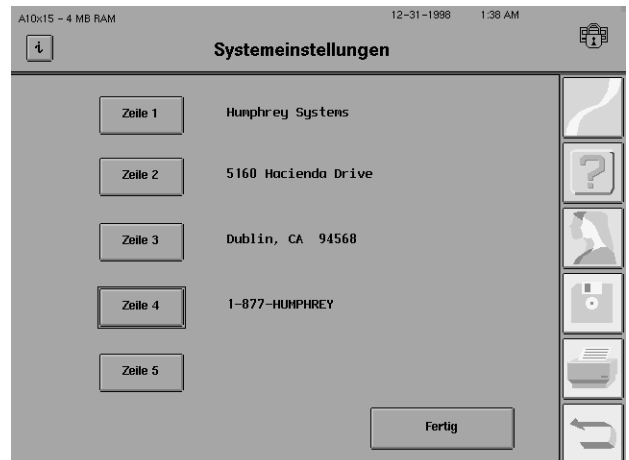 A10x15 – 4 MB RAM
12–31–1998 1:38 AM
i
Systemeinstellungen
Zeile 1 Humphrey Systems
Zeile 2 5160 Hacienda Drive
Zeile 3 Dublin, CA 94568
Zeile 4 1-877-HUMPHREY
Zeile 5
Fertig
?